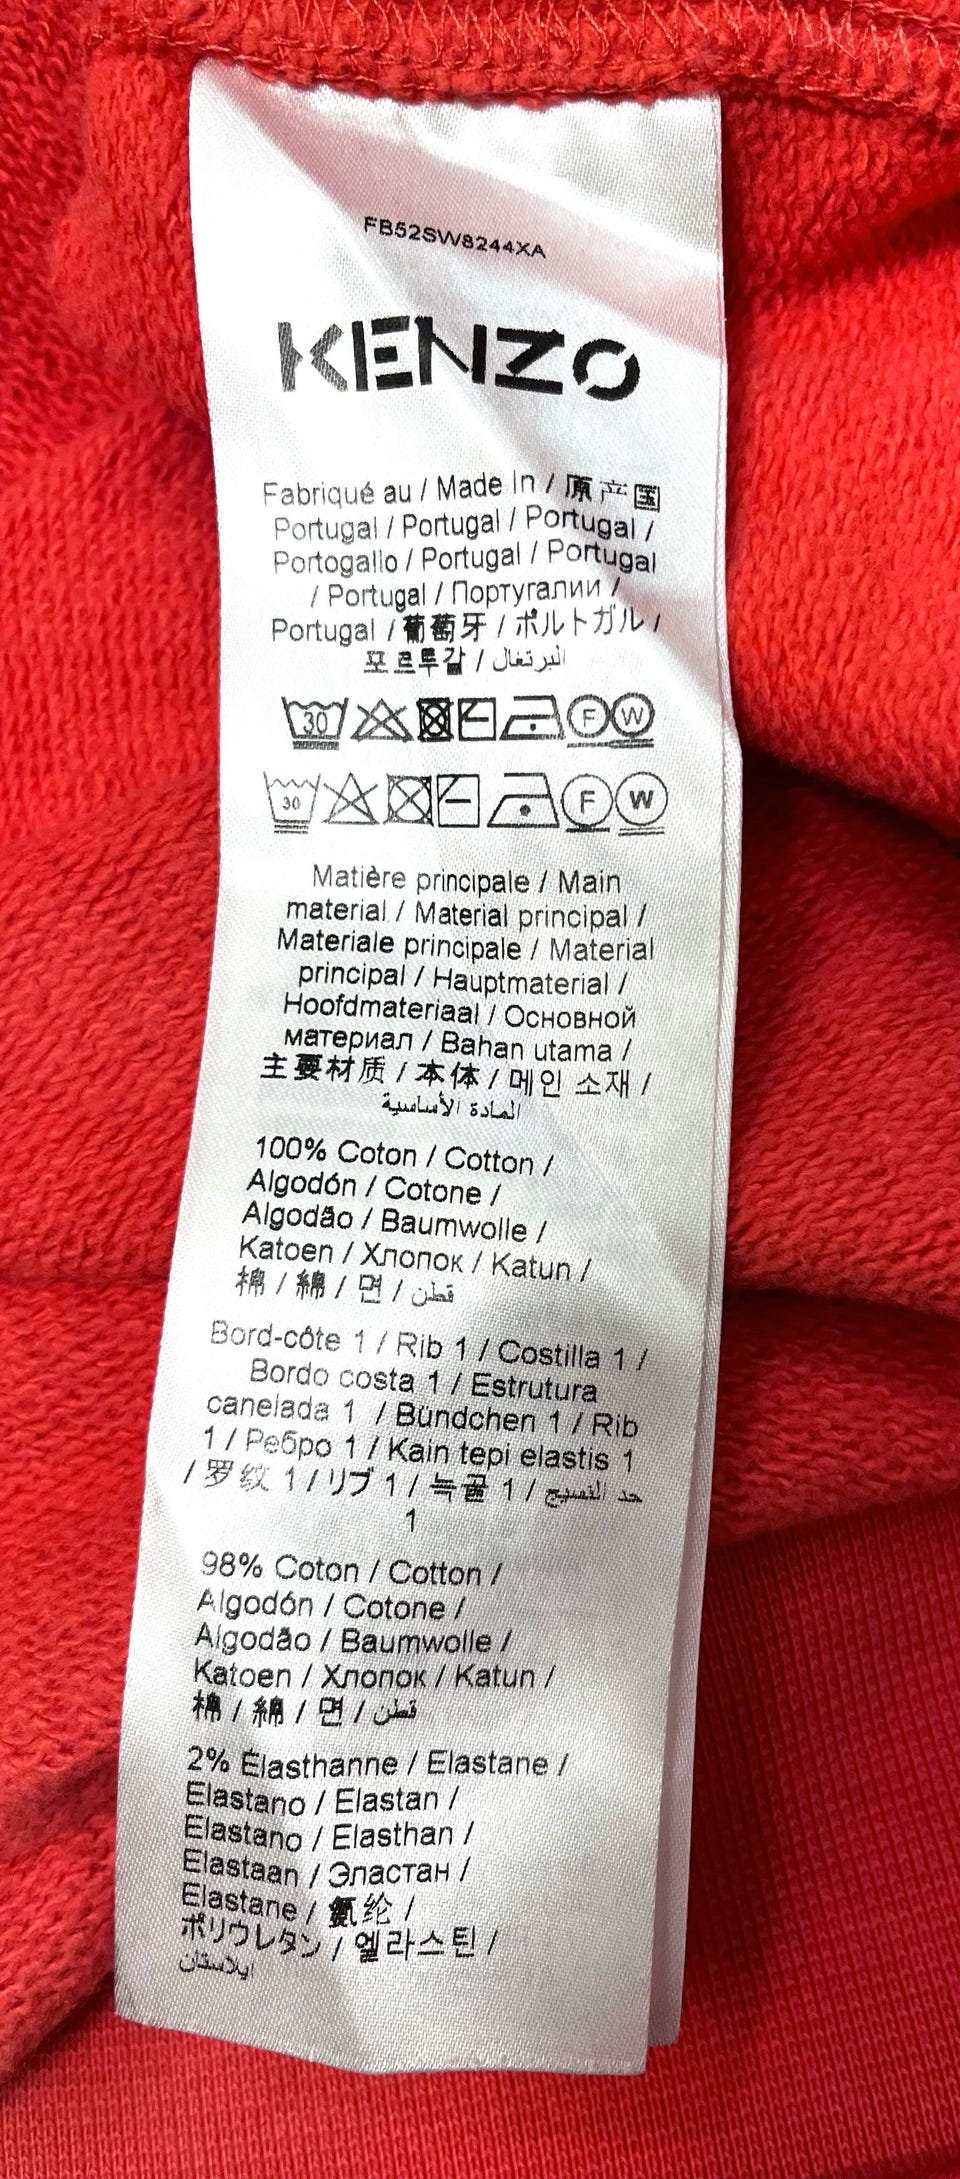 FB52SW8244XA
KENZO
Fabriqué au / Made In / 原产国
Portugal / Portugal / Portugal /
Portogallo / Portugal / Portugal
/ Portugal / Португалии /
Portugal / 葡萄牙 / ポルトガル /
포르투갈 / البرتغال
30 F W
30 F W
Matière principale / Main
material / Material principal /
Materiale principale / Material
principal / Hauptmaterial /
Hoofdmateriaal / Основной
материал / Bahan utama /
主要材质 / 本体 / 메인 소재 /
المادة الأساسية
100% Coton / Cotton /
Algodón / Cotone /
Algodão / Baumwolle /
Katoen / Хлопок / Katun /
棉 / 綿 / 면 / قطن
Bord-côte 1 / Rib 1 / Costilla 1 /
Bordo costa 1 / Estrutura
canelada 1 / Bündchen 1 / Rib
1 / Ребро 1 / Kain tepi elastis 1
/ 罗纹 1 / リブ 1 / 늑골 1 / حد النسيج
1
98% Coton / Cotton /
Algodón / Cotone /
Algodão / Baumwolle /
Katoen / Хлопок / Katun /
棉 / 綿 / 면 / قطن
2% Élasthanne / Elastane /
Elastano / Elastan /
Elastano / Elasthan /
Elastaan / Эластан /
Elastane / 氨纶 /
ポリウレタン / 엘라스틴 /
ايلاستان